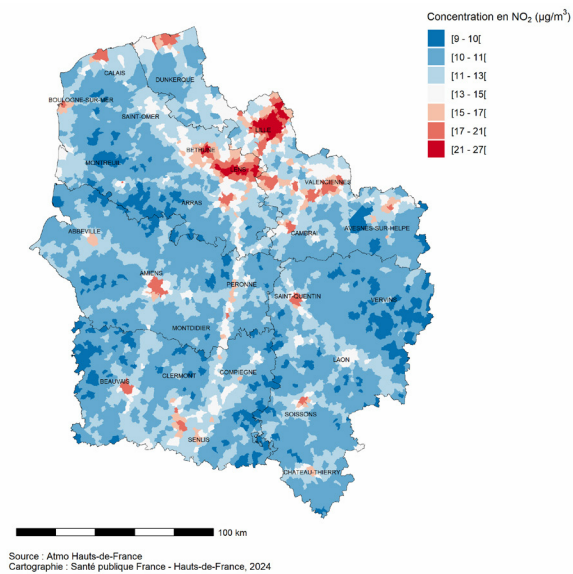 Concentration en NO₂ (µg/m³)
[9 - 10[
[10 - 11[
[11 - 13[
[13 - 15[
[15 - 17[
[17 - 21[
[21 - 27[
CALAIS
DUNKERQUE
BOULOGNE-SUR-MER
SAINT-OMER
LILLE
BETHUNE
LENS
MONTREUIL
VALENCIENNES
ARRAS
ABBEVILLE
CAMBRAI
AVESNES-SUR-HELPE
AMIENS
PERONNE
SAINT-QUENTIN
VERVINS
MONTDIDIER
LAON
BEAUVAIS
CLERMONT
COMPIEGNE
SOISSONS
SENLIS
CHATEAU-THIERRY
100 km
Source : Atmo Hauts-de-France
Cartographie : Santé publique France - Hauts-de-France, 2024